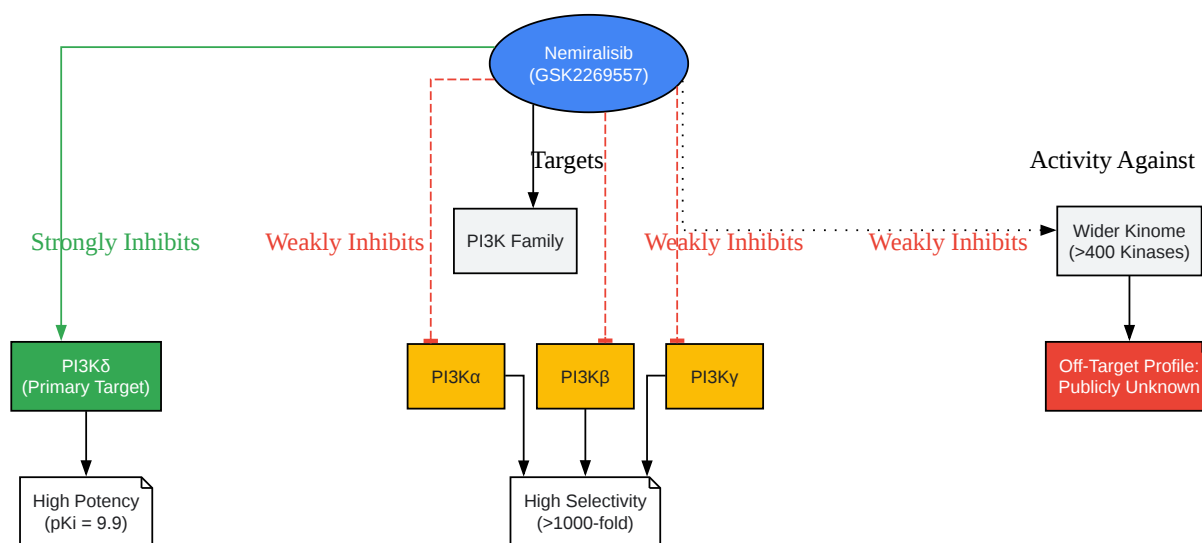 Nemiralisib
(GSK2269557)
Targets
Activity Against
Strongly Inhibits
Weakly Inhibits
PI3K Family
Weakly Inhibits
Weakly Inhibits
Wider Kinome
(>400 Kinases)
PI3Kδ
(Primary Target)
PI3Kα
PI3Kβ
PI3Kγ
Off-Target Profile:
Publicly Unknown
High Potency
(pKi = 9.9)
High Selectivity
(>1000-fold)